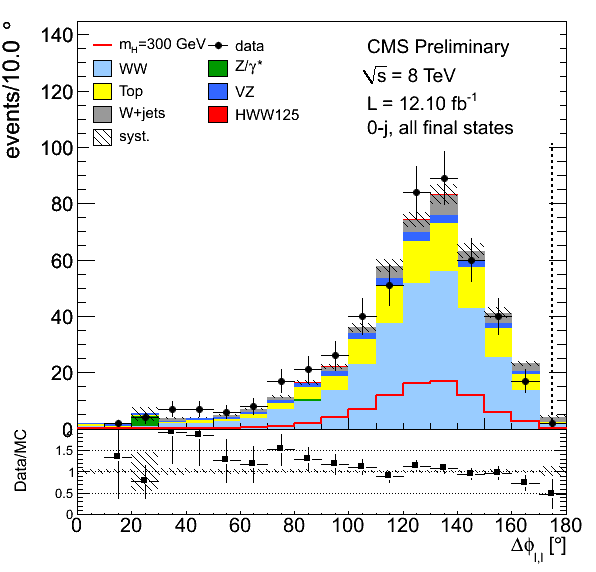 events/10.0 °
140
120
100
80
60
40
20
0
m_H=300 GeV
data
WW
Z/γ*
Top
VZ
W+jets
HWW125
syst.
CMS Preliminary
√s = 8 TeV
L = 12.10 fb⁻¹
0-j, all final states
Data/MC
1.5
1
0.5
0
0 20 40 60 80 100 120 140 160 180
Δϕ_l,l [°]